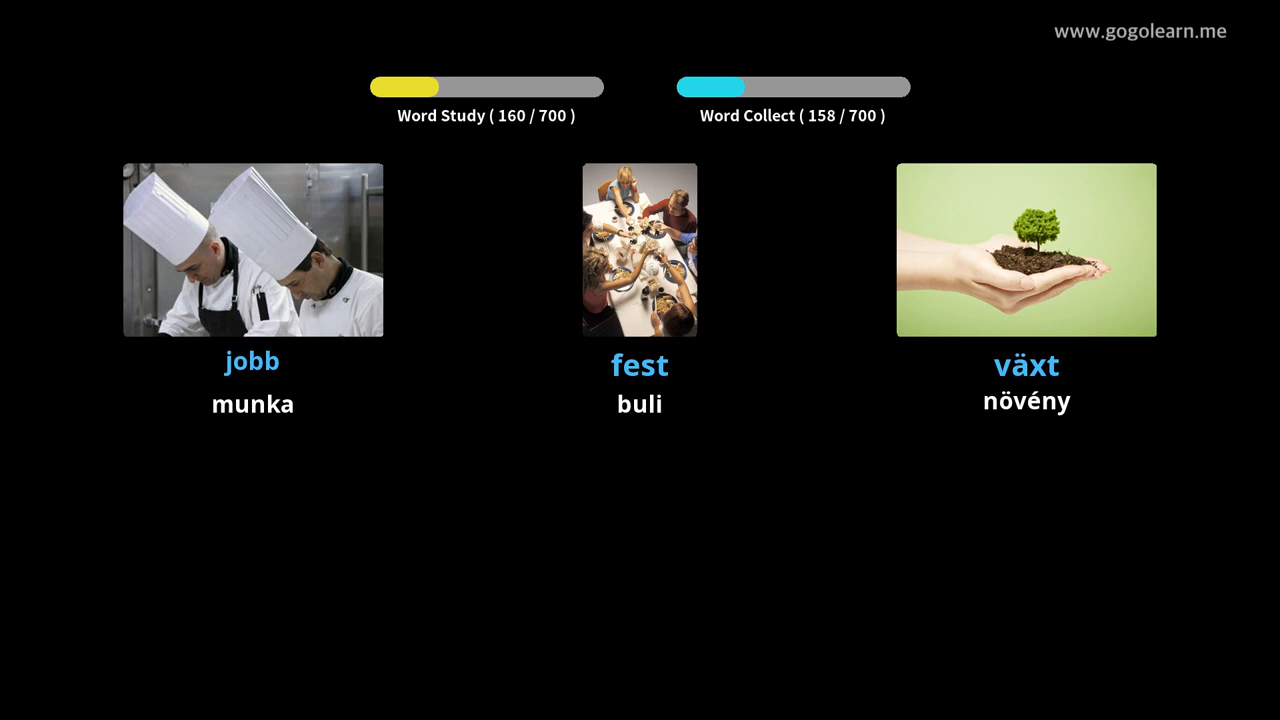 www.gogolearn.me
Word Study ( 160 / 700 )
Word Collect ( 158 / 700 )
jobb
munka
fest
buli
växt
növény